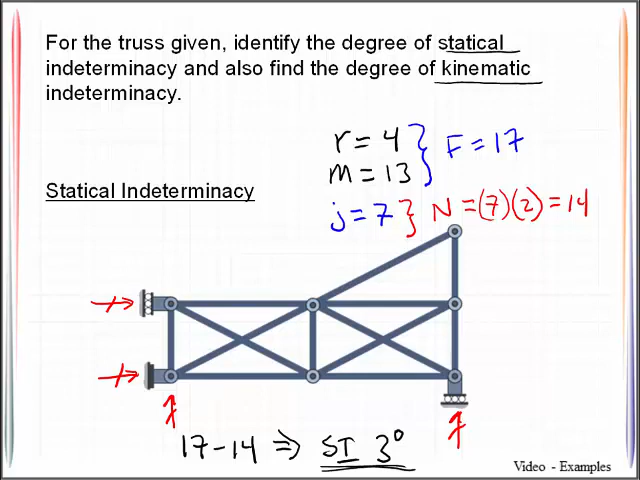 For the truss given, identify the degree of statical
indeterminacy and also find the degree of kinematic
indeterminacy.
r = 4 } F = 17
m = 13
Statical Indeterminacy
j = 7 } N = (7)(2) = 14
17 - 14 ⇒ SI 3°
Video - Examples